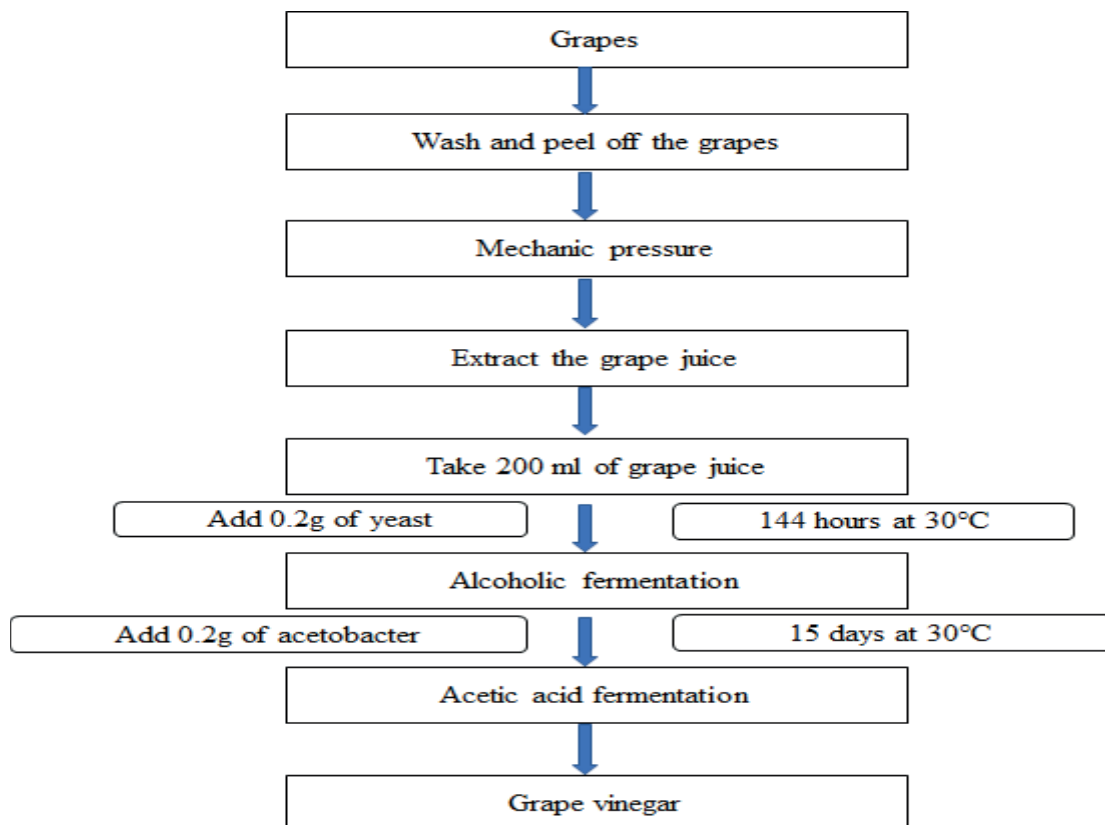 Grapes
Wash and peel off the grapes
Mechanic pressure
Extract the grape juice
Take 200 ml of grape juice
Add 0.2g of yeast
144 hours at 30°C
Alcoholic fermentation
Add 0.2g of acetobacter
15 days at 30°C
Acetic acid fermentation
Grape vinegar